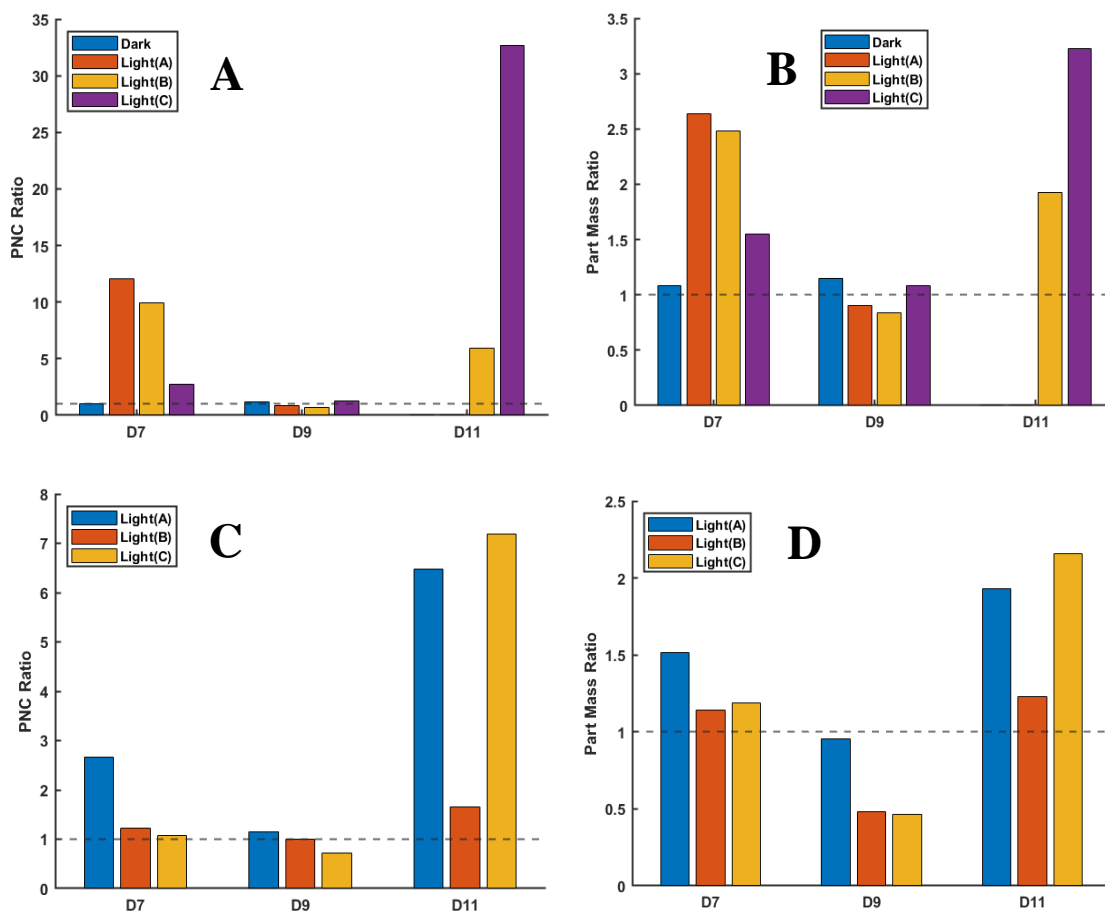 A
Dark
Light(A)
Light(B)
Light(C)
PNC Ratio
35
30
25
20
15
10
5
0
D7
D9
D11
B
Dark
Light(A)
Light(B)
Light(C)
Part Mass Ratio
3.5
3
2.5
2
1.5
1
0.5
0
D7
D9
D11
C
Light(A)
Light(B)
Light(C)
PNC Ratio
8
7
6
5
4
3
2
1
0
D7
D9
D11
D
Light(A)
Light(B)
Light(C)
Part Mass Ratio
2.5
2
1.5
1
0.5
0
D7
D9
D11